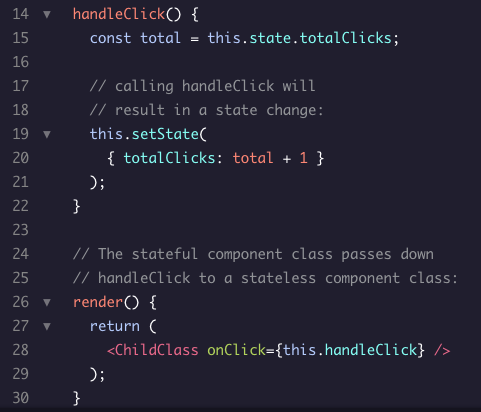 14 ▼ handleClick() {
15 const total = this.state.totalClicks;
16
17 // calling handleClick will
18 // result in a state change:
19 ▼ this.setState(
20 { totalClicks: total + 1 }
21 );
22 }
23
24 // The stateful component class passes down
25 // handleClick to a stateless component class:
26 ▼ render() {
27 ▼ return (
28 <ChildClass onClick={this.handleClick} />
29 );
30 }